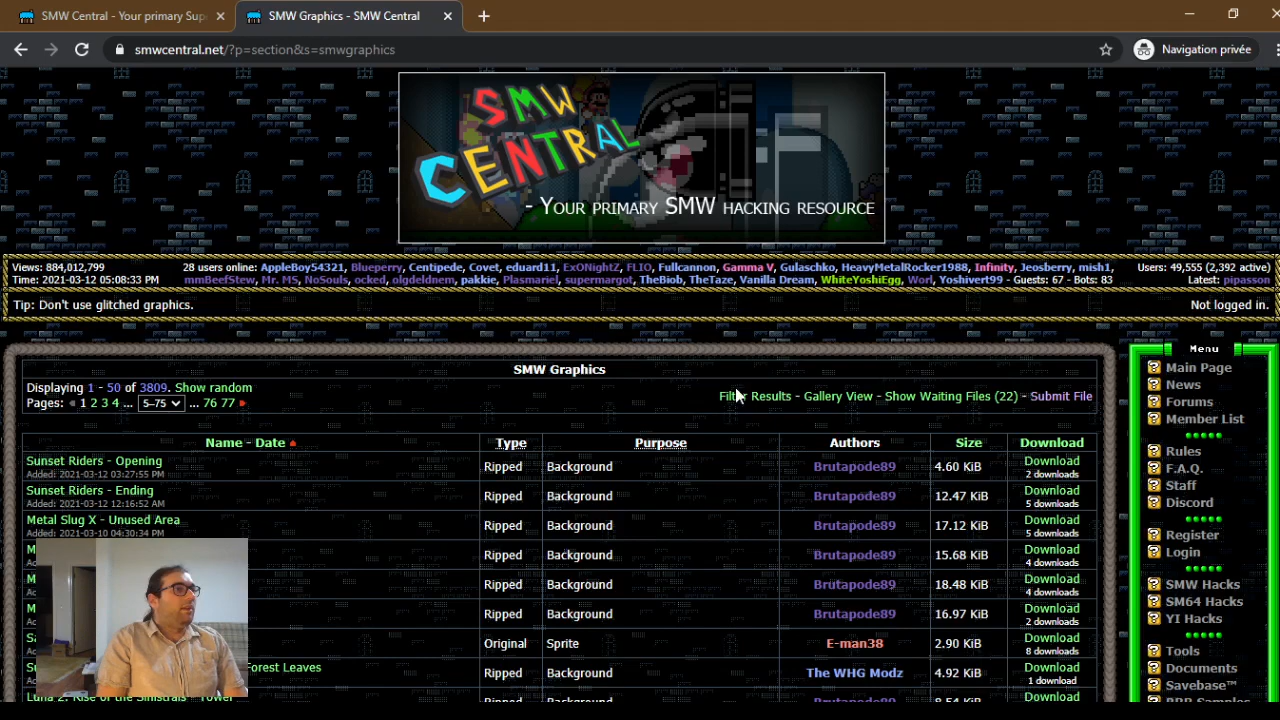 SMW Central - Your primary Sup
SMW Graphics - SMW Central
smwcentral.net/?p=section&s=smwgraphics
Navigation privée
SMW
CENTRAL
- YOUR PRIMARY SMW HACKING RESOURCE
Views: 884,012,799
28 users online: AppleBoy54321, Blueperry, Centipede, Covet, eduard11, ExONightZ, FLIO, Fullcannon, Gamma V, Gulaschko, HeavyMetalRocker1988, Infinity, Jeosberry, mish1,
Users: 49,555 (2,392 active)
Time: 2021-03-12 05:08:33 PM
mmBeefStew, Mr. MS, NoSouls, ocked, olgdeldnem, pakkie, Plasmariel, supermargot, TheBiob, TheTaze, Vanilla Dream, WhiteYoshiEgg, Worl, Yoshivert99 - Guests: 67 - Bots: 83
Latest: pipasson
Tip: Don't use glitched graphics.
Not logged in.
SMW Graphics
Displaying 1 - 50 of 3809. Show random
Pages: 1 2 3 4 ... 5–75 ... 76 77
Filter Results - Gallery View - Show Waiting Files (22) - Submit File
Name - Date Type Purpose Authors Size Download
Sunset Riders - Opening
Added: 2021-03-12 03:27:55 PM
Ripped Background Brutapode89 4.60 KiB
Download
2 downloads
Sunset Riders - Ending
Added: 2021-03-12 12:16:52 AM
Ripped Background Brutapode89 12.47 KiB
Download
5 downloads
Metal Slug X - Unused Area
Added: 2021-03-10 04:30:34 PM
Ripped Background Brutapode89 17.12 KiB
Download
5 downloads
Ripped Background Brutapode89 15.68 KiB
Download
4 downloads
Ripped Background Brutapode89 18.48 KiB
Download
4 downloads
Ripped Background Brutapode89 16.97 KiB
Download
2 downloads
Original Sprite E-man38 2.90 KiB
Download
8 downloads
Forest Leaves
Ripped Background The WHG Modz 4.92 KiB
Download
1 download
Ripped Background Brutapode89 8.54 KiB
Download
Menu
Main Page
News
Forums
Member List
Rules
F.A.Q.
Staff
Discord
Register
Login
SMW Hacks
SM64 Hacks
YI Hacks
Tools
Documents
Savebase™